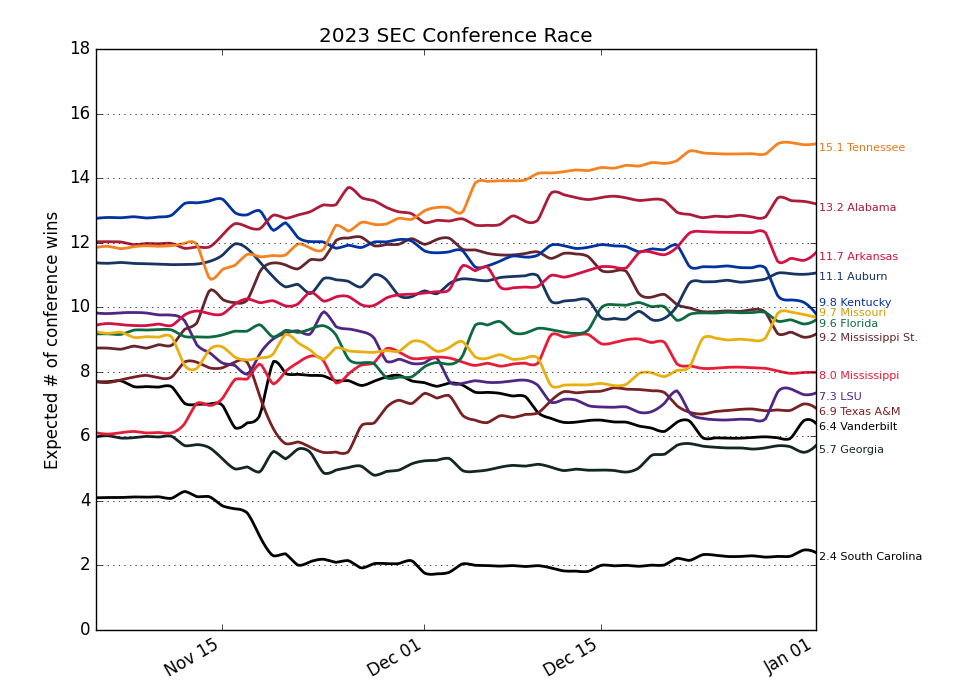 2023 SEC Conference Race
Expected # of conference wins
18
16
14
12
10
8
6
4
2
0
15.1 Tennessee
13.2 Alabama
11.7 Arkansas
11.1 Auburn
9.8 Kentucky
9.7 Missouri
9.6 Florida
9.2 Mississippi St.
8.0 Mississippi
7.3 LSU
6.9 Texas A&M
6.4 Vanderbilt
5.7 Georgia
2.4 South Carolina
Nov 15
Dec 01
Dec 15
Jan 01